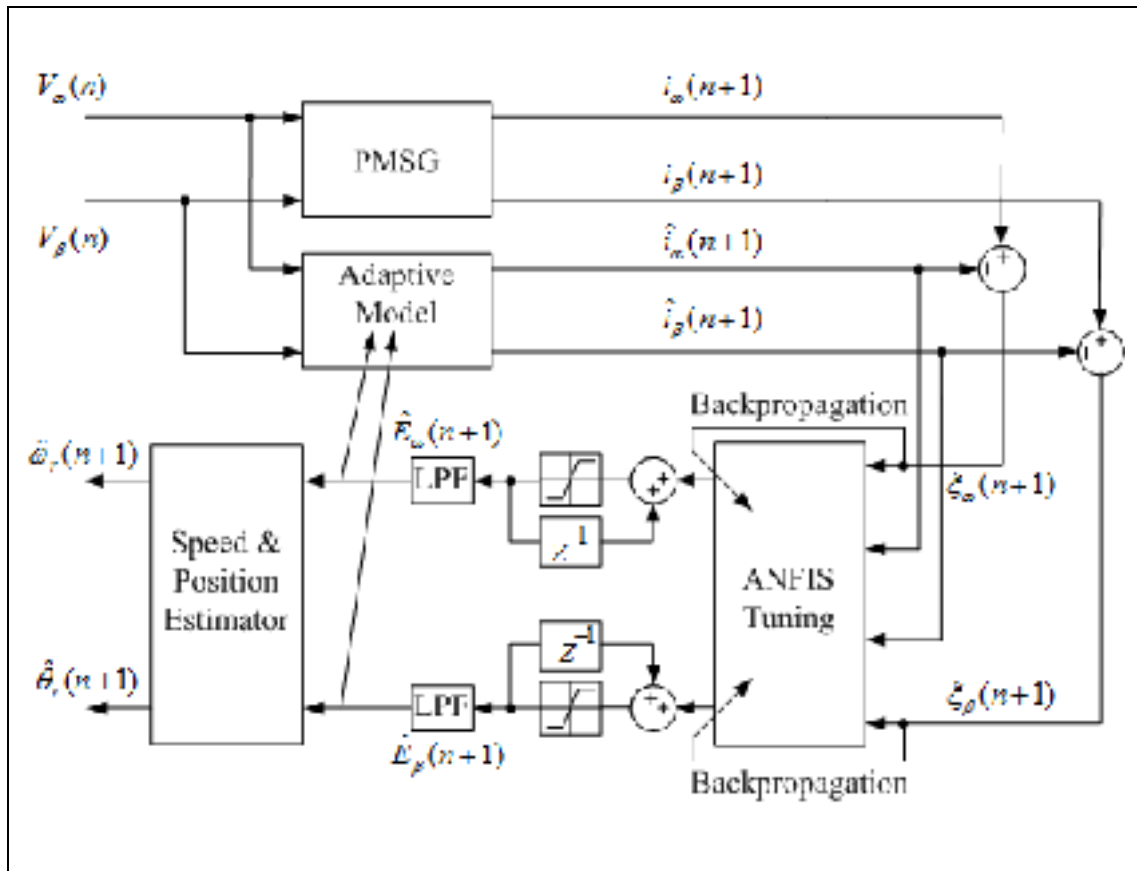 V_α(n)
i_α(n+1)
PMSG
i_β(n+1)
V_β(n)
î_α(n+1)
Adaptive
Model
î_β(n+1)
Backpropagation
Ê_α(n+1)
ω̂_r(n+1)
LPF
ξ_α(n+1)
Speed &
Position
Estimator
Z^-1
ANFIS
Tuning
Z^-1
θ̂_r(n+1)
LPF
ξ_β(n+1)
Ê_β(n+1)
Backpropagation